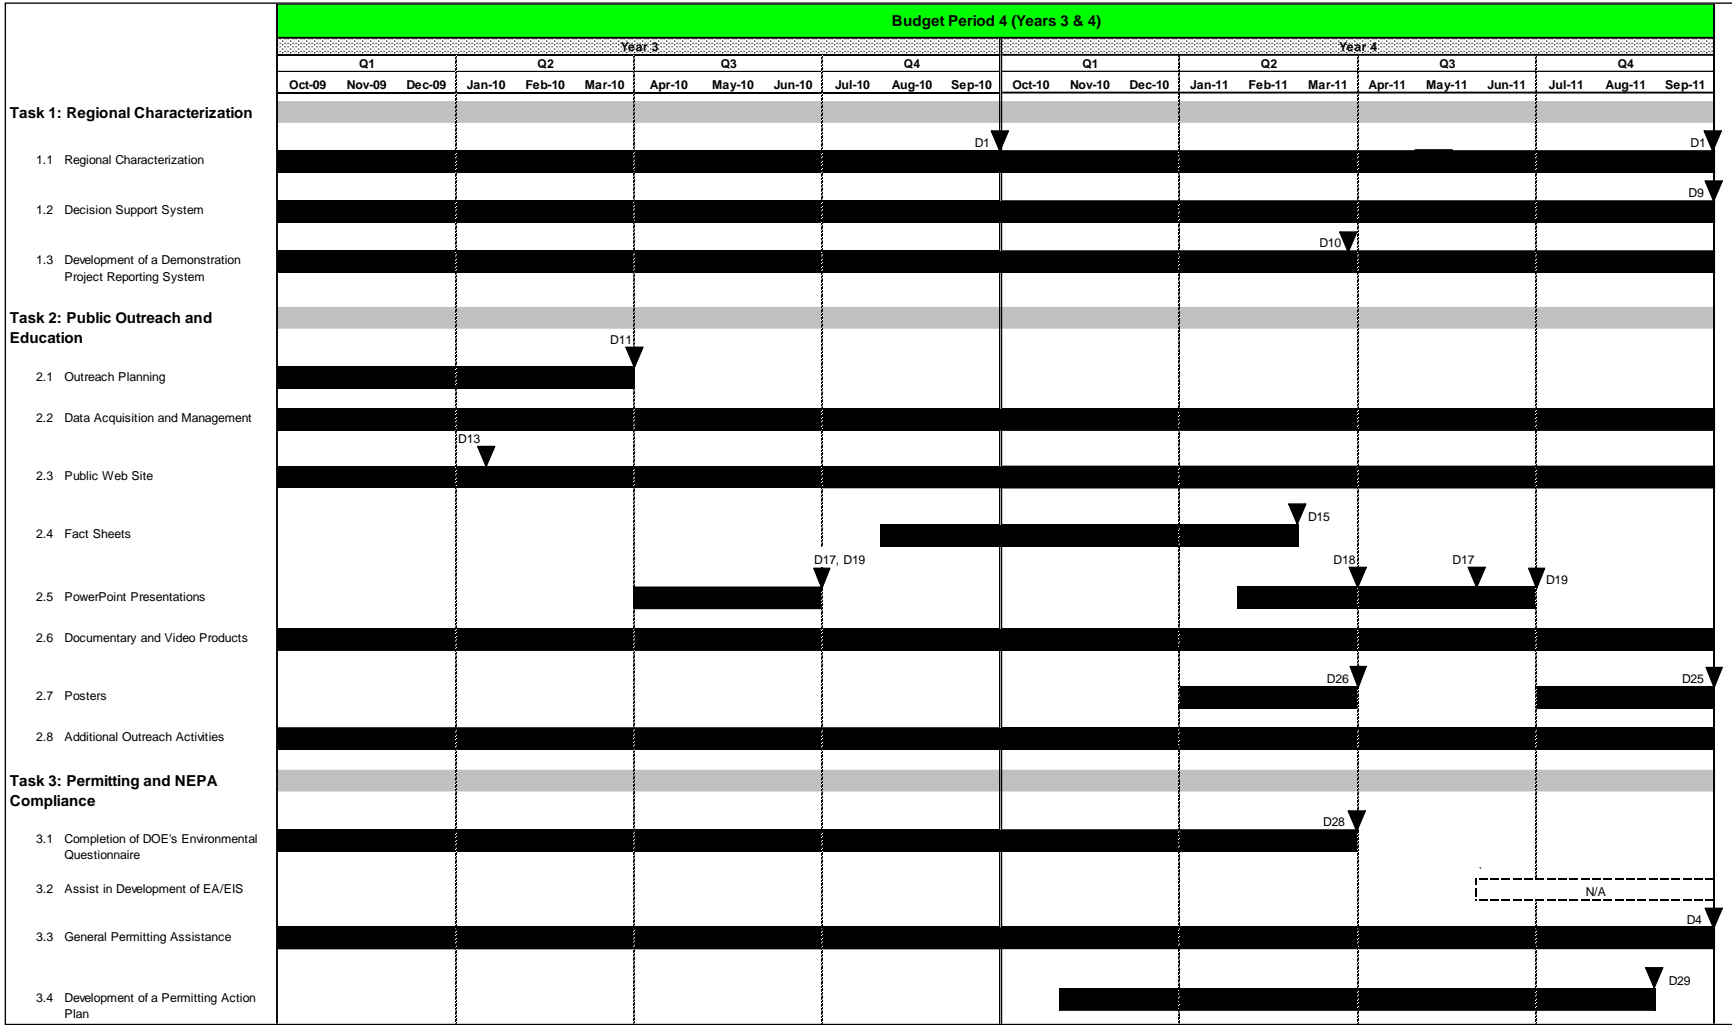 Budget Period 4 (Years 3 & 4)
Year 3 Year 4
Q1 Q2 Q3 Q4 Q1 Q2 Q3 Q4
Oct-09 Nov-09 Dec-09 Jan-10 Feb-10 Mar-10 Apr-10 May-10 Jun-10 Jul-10 Aug-10 Sep-10 Oct-10 Nov-10 Dec-10 Jan-11 Feb-11 Mar-11 Apr-11 May-11 Jun-11 Jul-11 Aug-11 Sep-11
Task 1: Regional Characterization
D1 D1
1.1 Regional Characterization
D9
1.2 Decision Support System
D10
1.3 Development of a Demonstration
Project Reporting System
Task 2: Public Outreach and
Education
D11
2.1 Outreach Planning
2.2 Data Acquisition and Management
D13
2.3 Public Web Site
D15
2.4 Fact Sheets
D17, D19 D18 D17
D19
2.5 PowerPoint Presentations
2.6 Documentary and Video Products
D26 D25
2.7 Posters
2.8 Additional Outreach Activities
Task 3: Permitting and NEPA
Compliance
D28
3.1 Completion of DOE's Environmental
Questionnaire
3.2 Assist in Development of EA/EIS N/A
D4
3.3 General Permitting Assistance
D29
3.4 Development of a Permitting Action
Plan